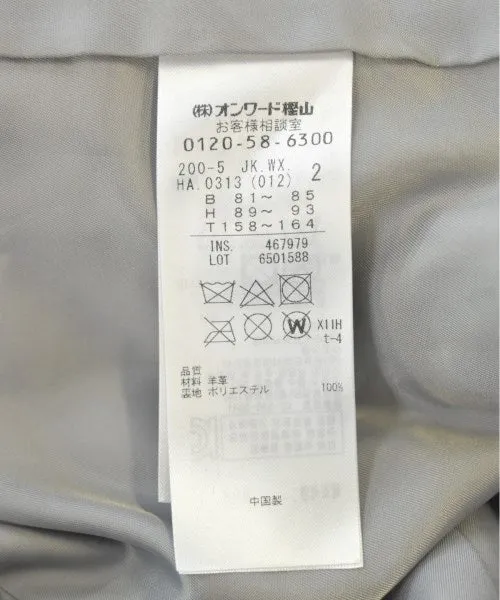 (株)オンワード樫山
お客様相談室
0120-58-6300
200-5 JK.WX. 2
HA.0313 (012)
B 81～ 85
H 89～ 93
T158～164
INS. 467979
LOT 6501588
W XIIH
t-4
品質
材料 羊革
裏地 ポリエステル 100%
中国製